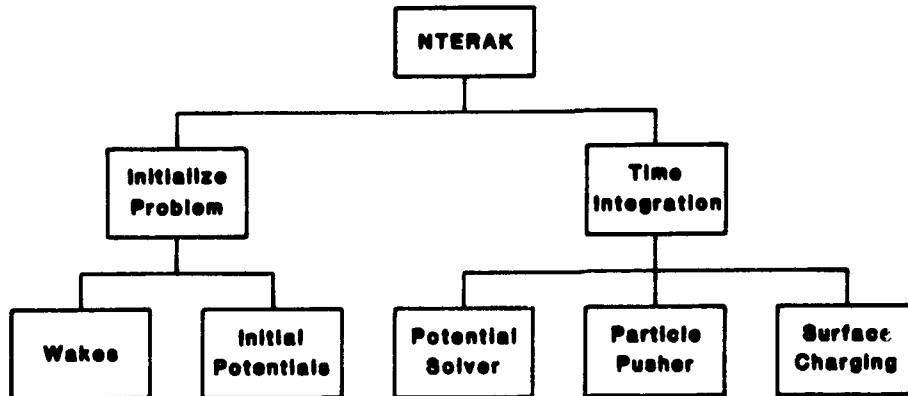 NTERAK
Initialize
Problem
Time
Integration
Wakes
Initial
Potentials
Potential
Solver
Particle
Pusher
Surface
Charging